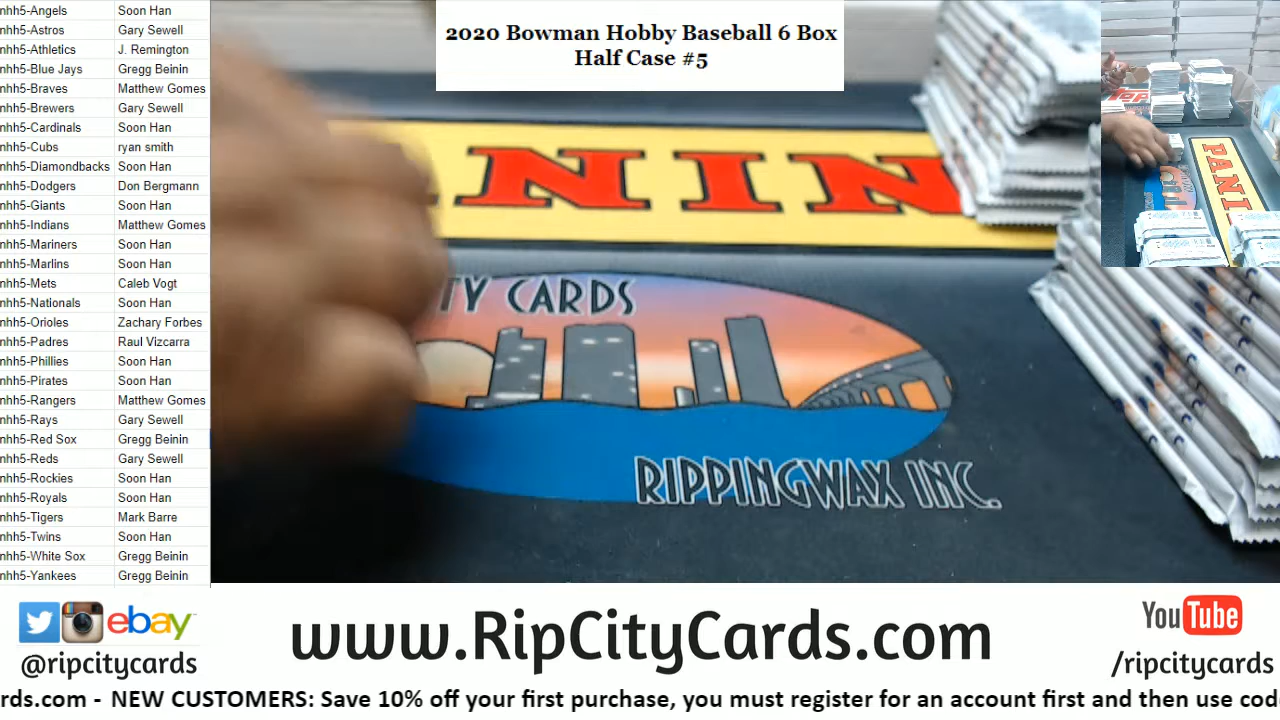 nhh5-Angels Soon Han
nhh5-Astros Gary Sewell
nhh5-Athletics J. Remington
nhh5-Blue Jays Gregg Beinin
nhh5-Braves Matthew Gomes
nhh5-Brewers Gary Sewell
nhh5-Cardinals Soon Han
nhh5-Cubs ryan smith
nhh5-Diamondbacks Soon Han
nhh5-Dodgers Don Bergmann
nhh5-Giants Soon Han
nhh5-Indians Matthew Gomes
nhh5-Mariners Soon Han
nhh5-Marlins Soon Han
nhh5-Mets Caleb Vogt
nhh5-Nationals Soon Han
nhh5-Orioles Zachary Forbes
nhh5-Padres Raul Vizcarra
nhh5-Phillies Soon Han
nhh5-Pirates Soon Han
nhh5-Rangers Matthew Gomes
nhh5-Rays Gary Sewell
nhh5-Red Sox Gregg Beinin
nhh5-Reds Gary Sewell
nhh5-Rockies Soon Han
nhh5-Royals Soon Han
nhh5-Tigers Mark Barre
nhh5-Twins Soon Han
nhh5-White Sox Gregg Beinin
nhh5-Yankees Gregg Beinin
2020 Bowman Hobby Baseball 6 Box
Half Case #5
NIN
TY CARDS
RIPPINGWAX INC.
PANI
ebay
@ripcitycards
www.RipCityCards.com
YouTube
/ripcitycards
rds.com - NEW CUSTOMERS: Save 10% off your first purchase, you must register for an account first and then use cod